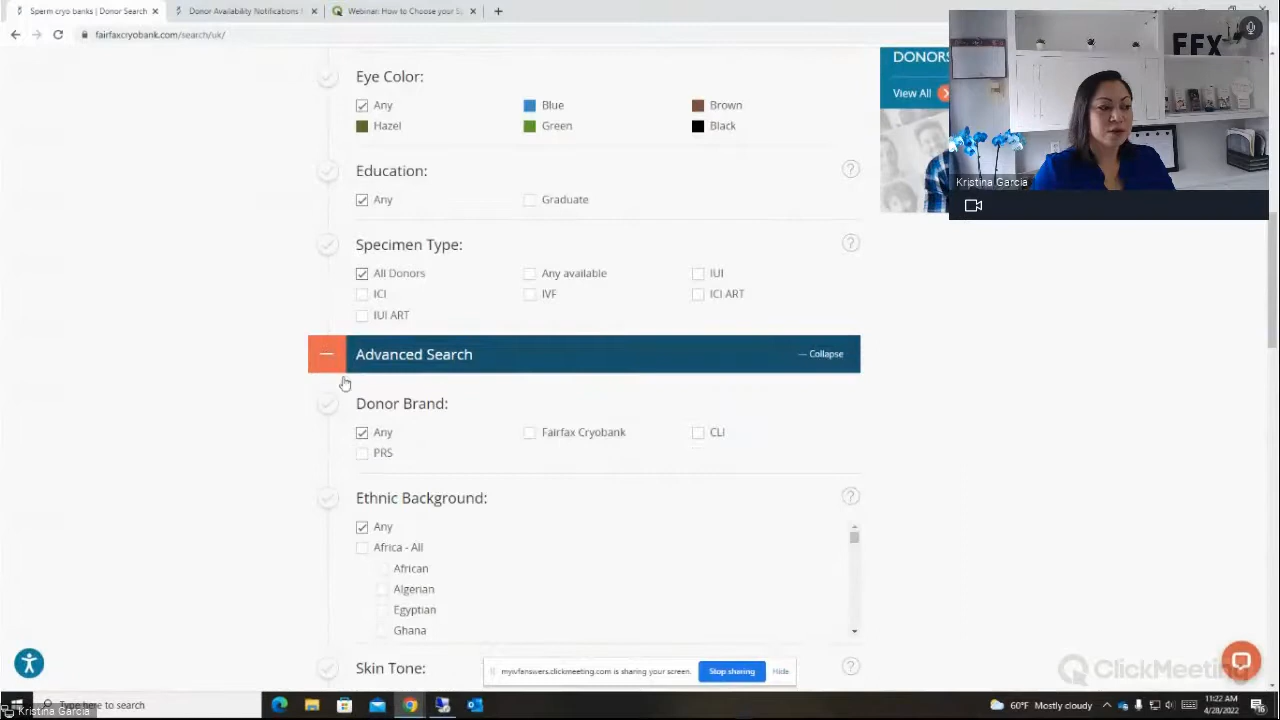 Sperm cryo banks | Donor Search
Donor Availability Notifications
Webinar: How to Choose your S
fairfaxcryobank.com/search/uk/
Eye Color:
Any
Blue
Brown
Hazel
Green
Black
Education:
Any
Graduate
Specimen Type:
All Donors
Any available
IUI
ICI
IVF
ICI ART
IUI ART
Advanced Search
— Collapse
Donor Brand:
Any
Fairfax Cryobank
CLI
PRS
Ethnic Background:
Any
Africa - All
African
Algerian
Egyptian
Ghana
Skin Tone:
DONORS
View All
FFX
Kristina Garcia
myivfanswers.clickmeeting.com is sharing your screen.
Stop sharing
Hide
ClickMeeting
Type here to search
Kristina Garcia
60°F Mostly cloudy
11:22 AM
4/28/2022